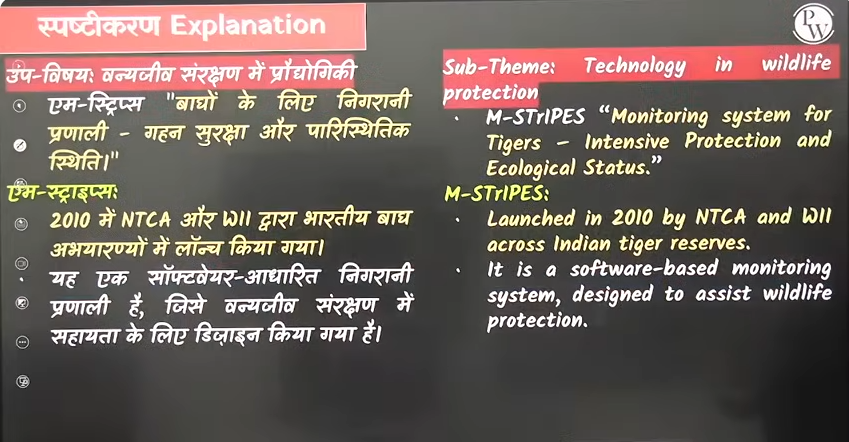 स्पष्टीकरण Explanation
PW
उप-विषय: वन्यजीव संरक्षण में प्रौद्योगिकी
एम-स्ट्रिप्स "बाघों के लिए निगरानी
प्रणाली - गहन सुरक्षा और पारिस्थितिक
स्थिति।"
एम-स्ट्राइप्स:
2010 में NTCA और WII द्वारा भारतीय बाघ
अभयारण्यों में लॉन्च किया गया।
• यह एक सॉफ्टवेयर-आधारित निगरानी
प्रणाली है, जिसे वन्यजीव संरक्षण में
सहायता के लिए डिज़ाइन किया गया है।
Sub-Theme: Technology in wildlife
protection
• M-STrIPES “Monitoring system for
Tigers – Intensive Protection and
Ecological Status.”
M-STrIPES:
• Launched in 2010 by NTCA and WII
across Indian tiger reserves.
• It is a software-based monitoring
system, designed to assist wildlife
protection.